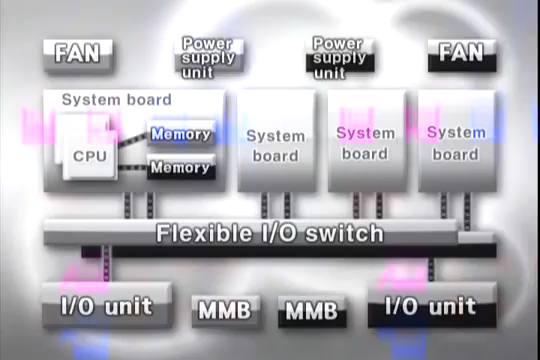 FAN
Power
supply
unit
Power
supply
unit
FAN
System board
CPU
Memory
Memory
System
board
System
board
System
board
Flexible I/O switch
I/O unit
MMB
MMB
I/O unit